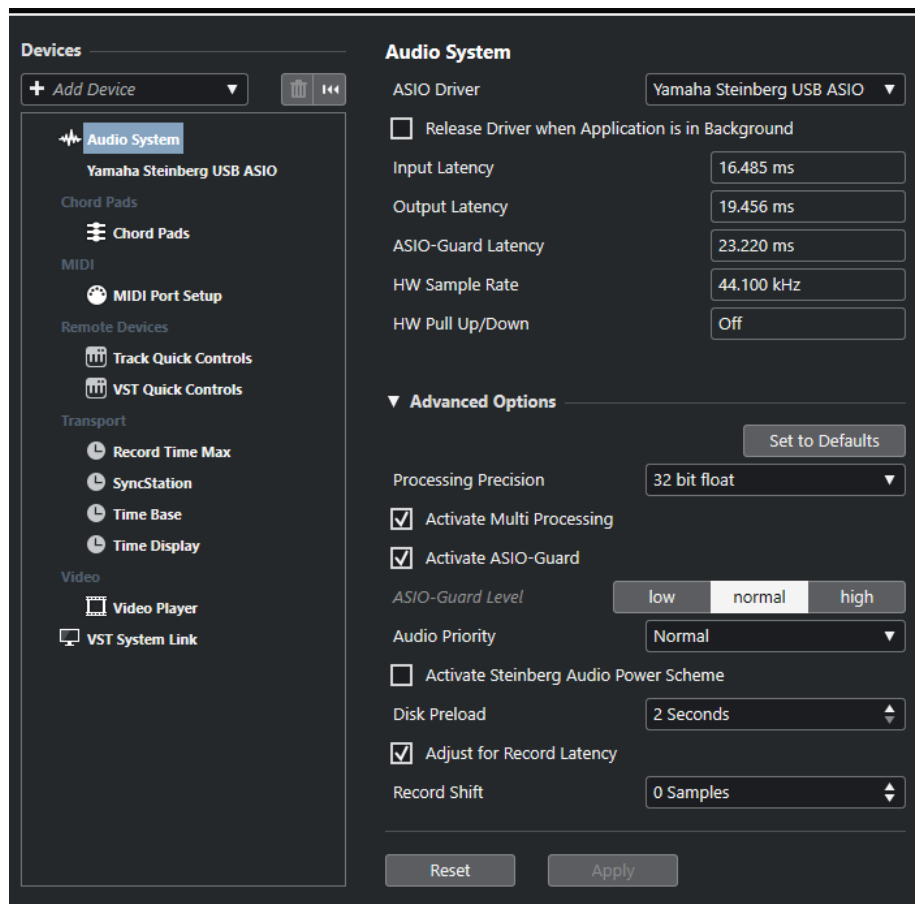 Devices
Add Device
Audio System
Yamaha Steinberg USB ASIO
Chord Pads
Chord Pads
MIDI
MIDI Port Setup
Remote Devices
Track Quick Controls
VST Quick Controls
Transport
Record Time Max
SyncStation
Time Base
Time Display
Video
Video Player
VST System Link
Audio System
ASIO Driver Yamaha Steinberg USB ASIO
Release Driver when Application is in Background
Input Latency 16.485 ms
Output Latency 19.456 ms
ASIO-Guard Latency 23.220 ms
HW Sample Rate 44.100 kHz
HW Pull Up/Down Off
Advanced Options
Set to Defaults
Processing Precision 32 bit float
Activate Multi Processing
Activate ASIO-Guard
ASIO-Guard Level low normal high
Audio Priority Normal
Activate Steinberg Audio Power Scheme
Disk Preload 2 Seconds
Adjust for Record Latency
Record Shift 0 Samples
Reset Apply